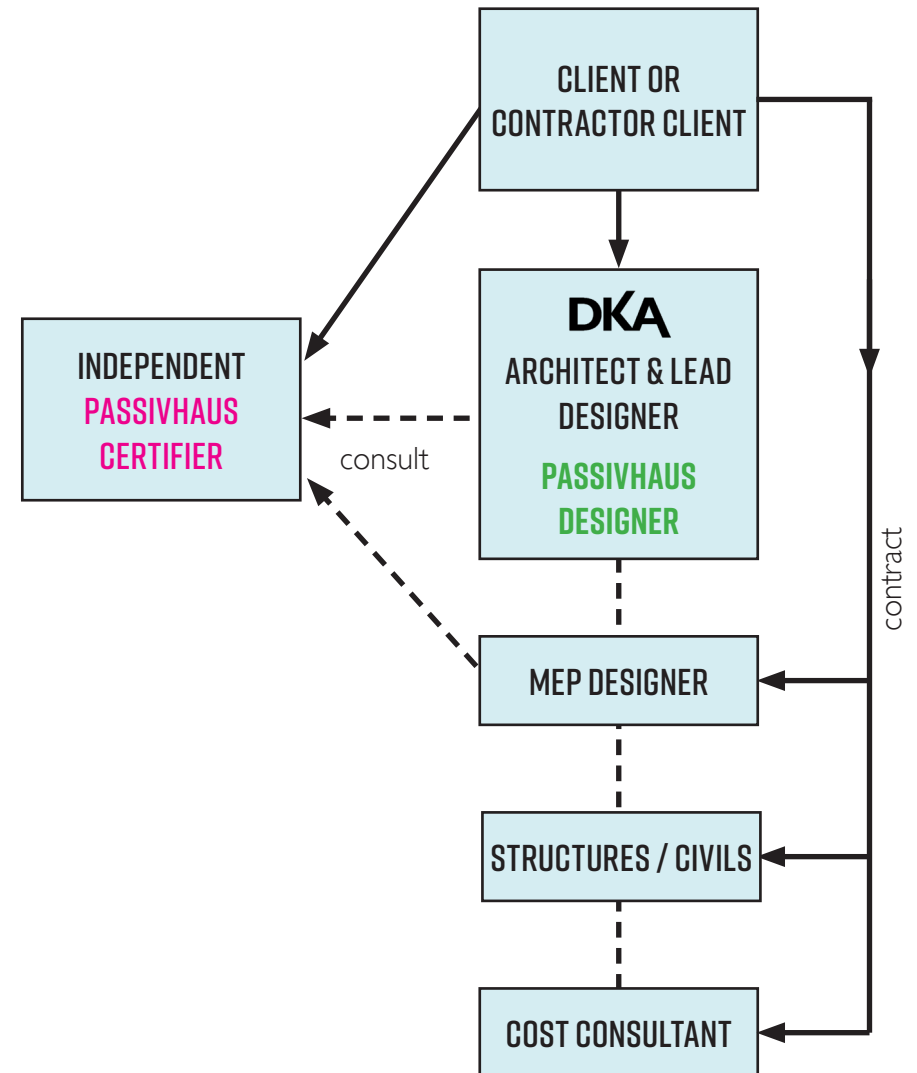 CLIENT OR
CONTRACTOR CLIENT
DKA
ARCHITECT & LEAD
DESIGNER
PASSIVHAUS
DESIGNER
INDEPENDENT
PASSIVHAUS
CERTIFIER
consult
contract
MEP DESIGNER
STRUCTURES / CIVILS
COST CONSULTANT